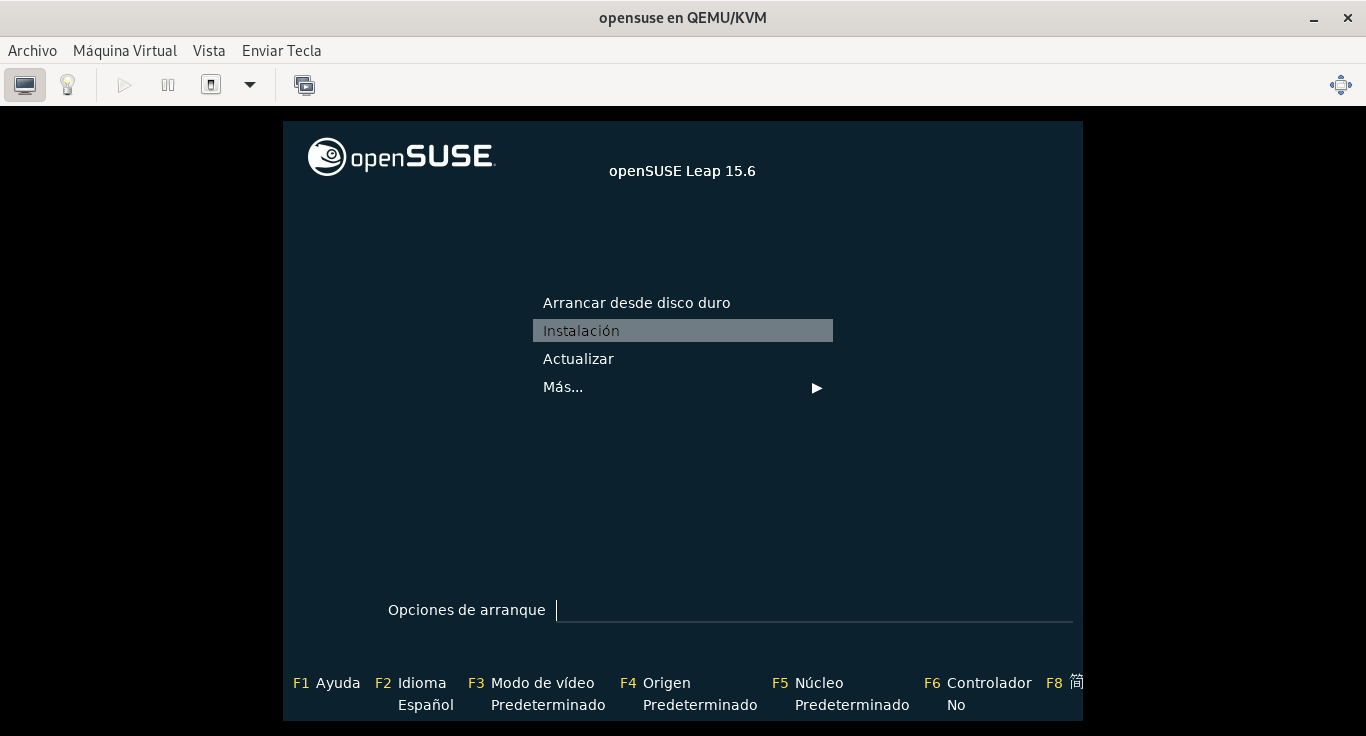 opensuse en QEMU/KVM
Archivo Máquina Virtual Vista Enviar Tecla
openSUSE
openSUSE Leap 15.6
Arrancar desde disco duro
Instalación
Actualizar
Más...
Opciones de arranque
F1 Ayuda F2 Idioma F3 Modo de vídeo F4 Origen F5 Núcleo F6 Controlador F8 简
Español Predeterminado Predeterminado Predeterminado No